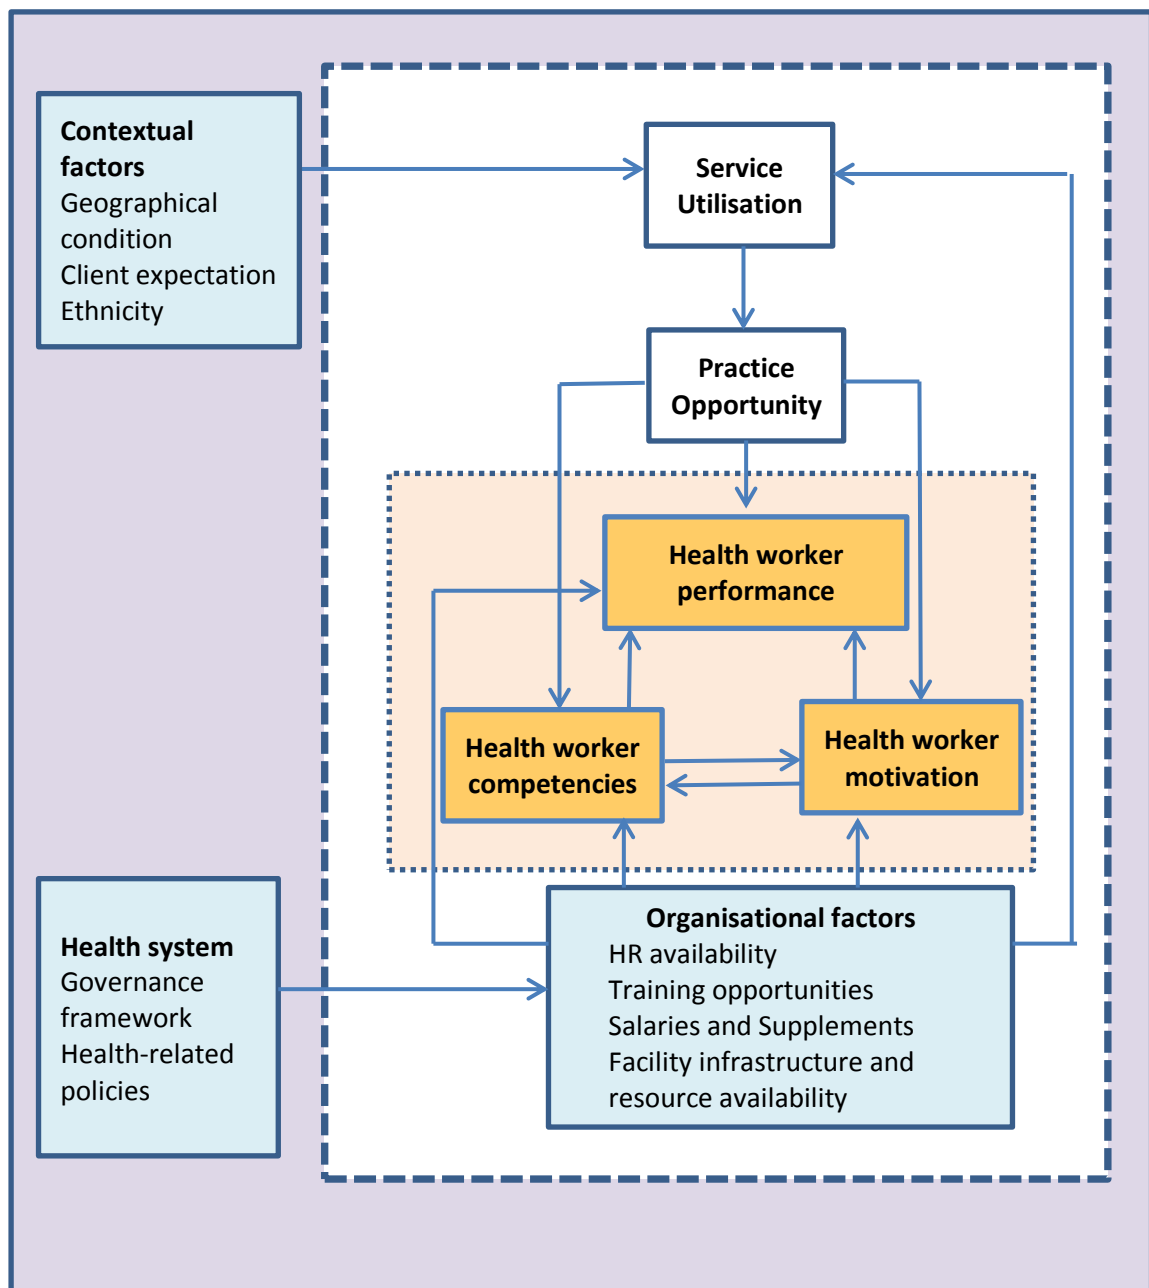 Contextual
factors
Geographical
condition
Client expectation
Ethnicity
Service
Utilisation
Practice
Opportunity
Health worker
performance
Health worker
competencies
Health worker
motivation
Health system
Governance
framework
Health-related
policies
Organisational factors
HR availability
Training opportunities
Salaries and Supplements
Facility infrastructure and
resource availability